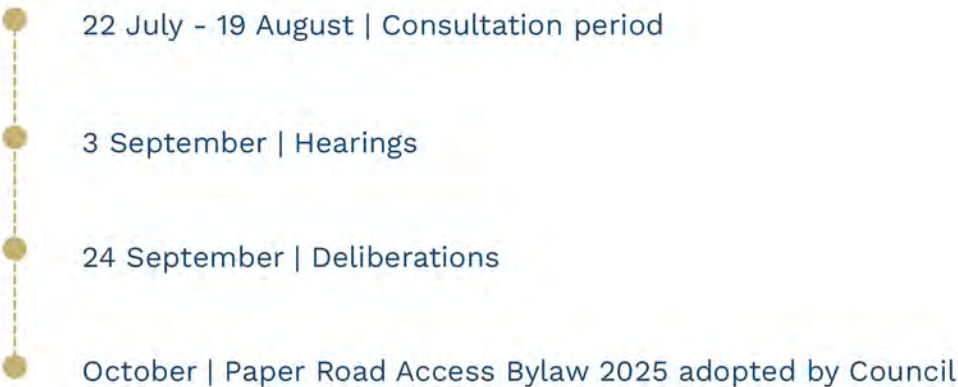 22 July - 19 August | Consultation period
3 September | Hearings
24 September | Deliberations
October | Paper Road Access Bylaw 2025 adopted by Council